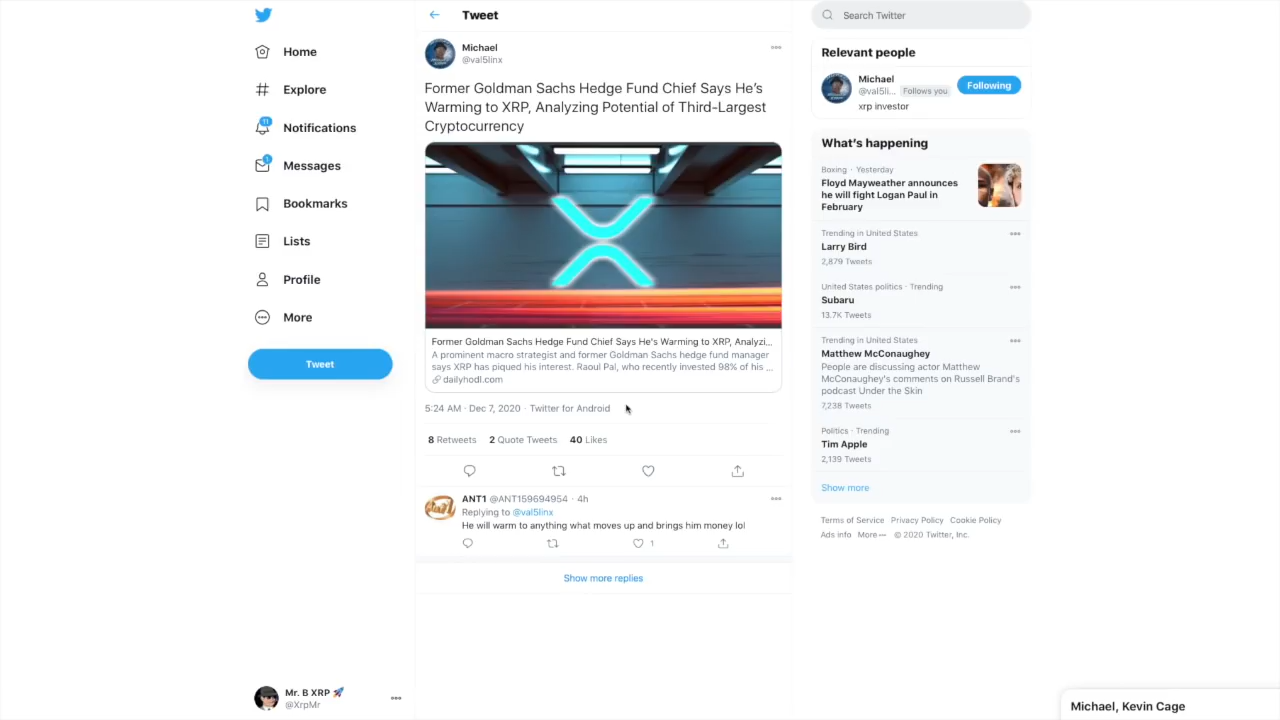 Home
Explore
11
Notifications
1
Messages
Bookmarks
Lists
Profile
More
Tweet
Mr. B XRP 🚀
@XrpMr
Tweet
Michael
@val5linx
Former Goldman Sachs Hedge Fund Chief Says He's
Warming to XRP, Analyzing Potential of Third-Largest
Cryptocurrency
Former Goldman Sachs Hedge Fund Chief Says He's Warming to XRP, Analyzi...
A prominent macro strategist and former Goldman Sachs hedge fund manager
says XRP has piqued his interest. Raoul Pal, who recently invested 98% of his ...
dailyhodl.com
5:24 AM · Dec 7, 2020 · Twitter for Android
8 Retweets 2 Quote Tweets 40 Likes
ANT1 @ANT159694954 · 4h
Replying to @val5linx
He will warm to anything what moves up and brings him money lol
1
Show more replies
Search Twitter
Relevant people
Michael
@val5li... Follows you
Following
xrp investor
What's happening
Boxing · Yesterday
Floyd Mayweather announces
he will fight Logan Paul in
February
Trending in United States
Larry Bird
2,879 Tweets
United States politics · Trending
Subaru
13.7K Tweets
Trending in United States
Matthew McConaughey
People are discussing actor Matthew
McConaughey's comments on Russell Brand's
podcast Under the Skin
7,238 Tweets
Politics · Trending
Tim Apple
2,139 Tweets
Show more
Terms of Service Privacy Policy Cookie Policy
Ads info More ··· © 2020 Twitter, Inc.
Michael, Kevin Cage